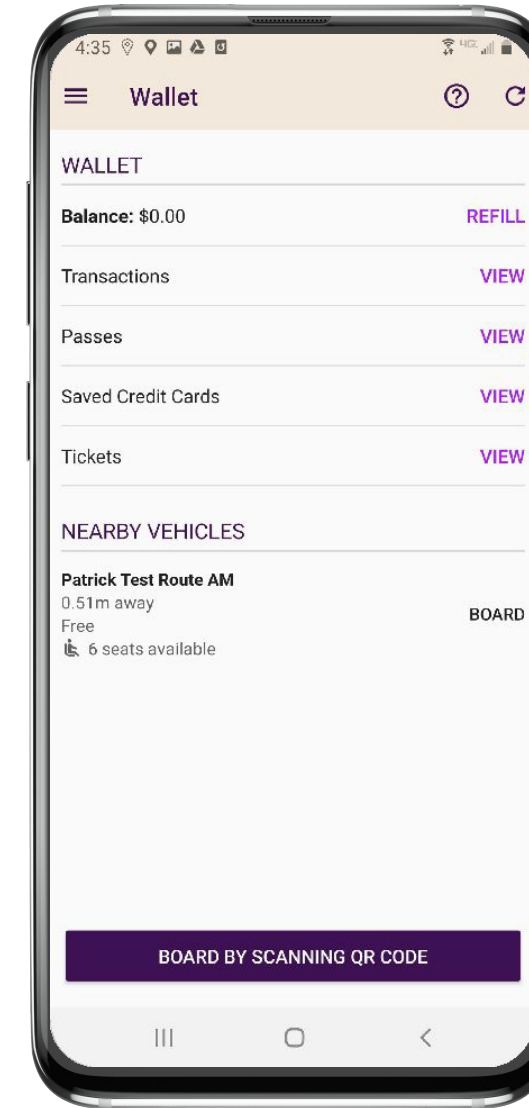 4:35
4G
Wallet
WALLET
Balance: $0.00 REFILL
Transactions VIEW
Passes VIEW
Saved Credit Cards VIEW
Tickets VIEW
NEARBY VEHICLES
Patrick Test Route AM
0.51m away
Free
6 seats available
BOARD
BOARD BY SCANNING QR CODE